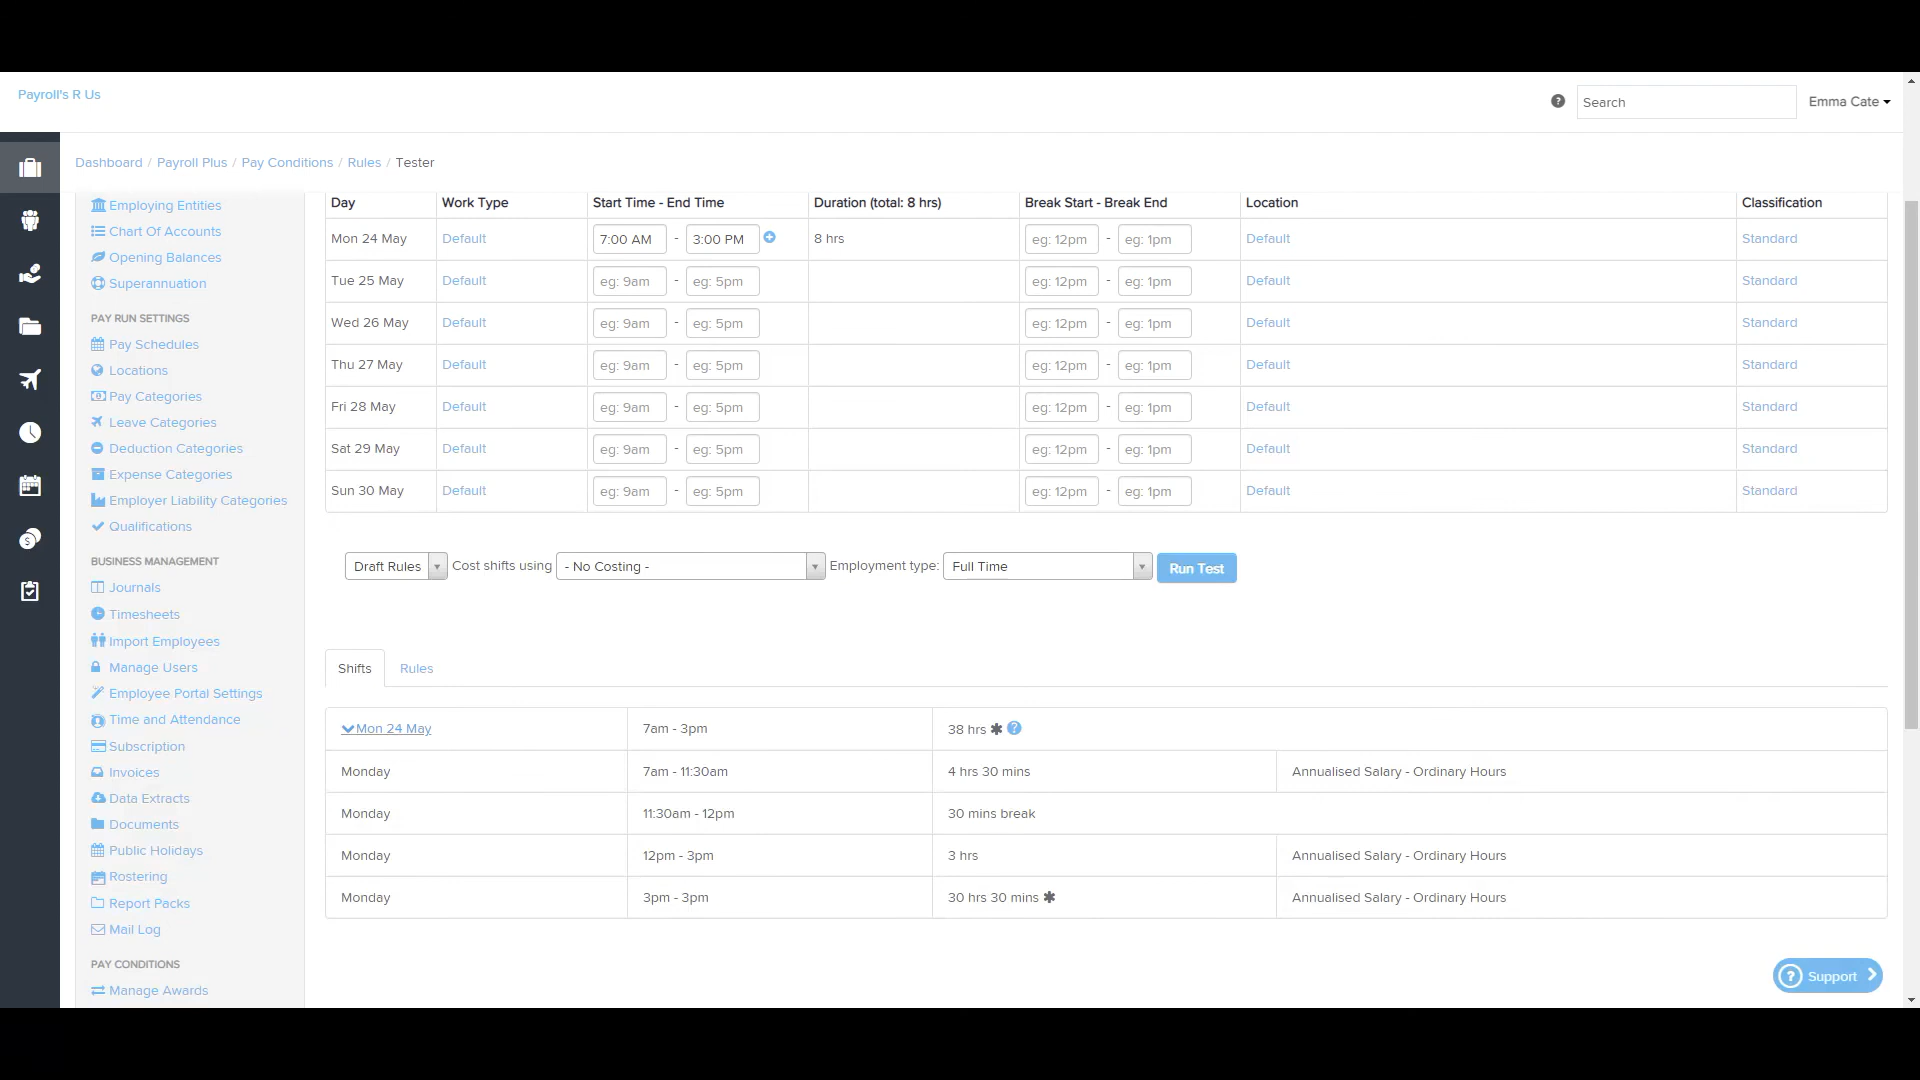 Payroll's R Us
Search
Emma Cate
Dashboard / Payroll Plus / Pay Conditions / Rules / Tester
Employing Entities
Chart Of Accounts
Opening Balances
Superannuation
PAY RUN SETTINGS
Pay Schedules
Locations
Pay Categories
Leave Categories
Deduction Categories
Expense Categories
Employer Liability Categories
Qualifications
BUSINESS MANAGEMENT
Journals
Timesheets
Import Employees
Manage Users
Employee Portal Settings
Time and Attendance
Subscription
Invoices
Data Extracts
Documents
Public Holidays
Rostering
Report Packs
Mail Log
PAY CONDITIONS
Manage Awards
Day Work Type Start Time - End Time Duration (total: 8 hrs) Break Start - Break End Location Classification
Mon 24 May Default 7:00 AM - 3:00 PM 8 hrs eg: 12pm - eg: 1pm Default Standard
Tue 25 May Default eg: 9am - eg: 5pm eg: 12pm - eg: 1pm Default Standard
Wed 26 May Default eg: 9am - eg: 5pm eg: 12pm - eg: 1pm Default Standard
Thu 27 May Default eg: 9am - eg: 5pm eg: 12pm - eg: 1pm Default Standard
Fri 28 May Default eg: 9am - eg: 5pm eg: 12pm - eg: 1pm Default Standard
Sat 29 May Default eg: 9am - eg: 5pm eg: 12pm - eg: 1pm Default Standard
Sun 30 May Default eg: 9am - eg: 5pm eg: 12pm - eg: 1pm Default Standard
Draft Rules Cost shifts using - No Costing - Employment type: Full Time Run Test
Shifts Rules
Mon 24 May 7am - 3pm 38 hrs ✱ ?
Monday 7am - 11:30am 4 hrs 30 mins Annualised Salary - Ordinary Hours
Monday 11:30am - 12pm 30 mins break
Monday 12pm - 3pm 3 hrs Annualised Salary - Ordinary Hours
Monday 3pm - 3pm 30 hrs 30 mins ✱ Annualised Salary - Ordinary Hours
? Support